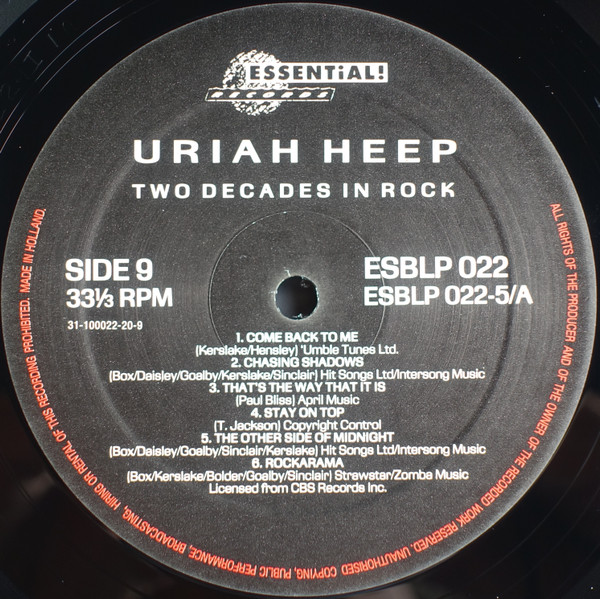 ESSENTiAL!
RECORDS
URIAH HEEP
TWO DECADES IN ROCK
SIDE 9
33⅓ RPM
31-100022-20-9
ESBLP 022
ESBLP 022-5/A
1. COME BACK TO ME
(Kerslake/Hensley) 'Umble Tunes Ltd.
2. CHASING SHADOWS
(Box/Daisley/Goalby/Kerslake/Sinclair) Hit Songs Ltd/Intersong Music
3. THAT'S THE WAY THAT IT IS
(Paul Bliss) April Music
4. STAY ON TOP
(T. Jackson) Copyright Control
5. THE OTHER SIDE OF MIDNIGHT
(Box/Daisley/Goalby/Sinclair/Kerslake) Hit Songs Ltd/Intersong Music
6. ROCKARAMA
(Box/Kerslake/Bolder/Goalby/Sinclair) Strawster/Zomba Music
Licensed from CBS Records Inc.
ALL RIGHTS OF THE PRODUCER AND OF THE OWNER OF THE RECORDED WORK RESERVED. UNAUTHORISED COPYING, PUBLIC PERFORMANCE, BROADCASTING, HIRING OR RENTAL OF THIS RECORDING PROHIBITED. MADE IN HOLLAND.